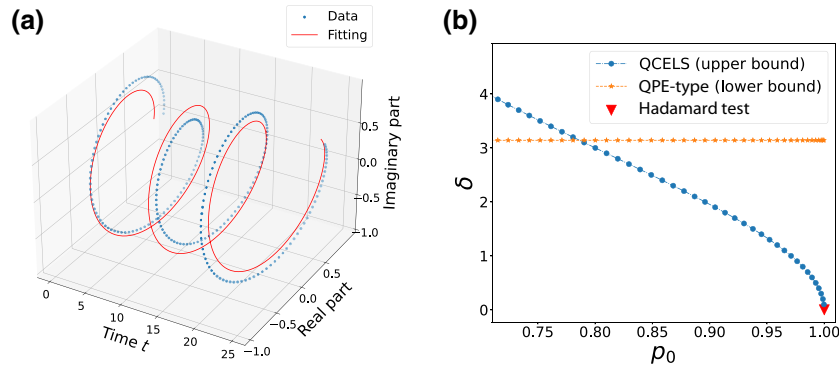 (a)
Data
Fitting
0.5
0.0
−0.5
−1.0
Imaginary part
0
5
10
15
20
25
Time t
−1.0
−0.5
0.0
0.5
Real part
(b)
QCELS (upper bound)
QPE-type (lower bound)
Hadamard test
4
3
2
1
0
δ
0.75
0.80
0.85
0.90
0.95
1.00
p0